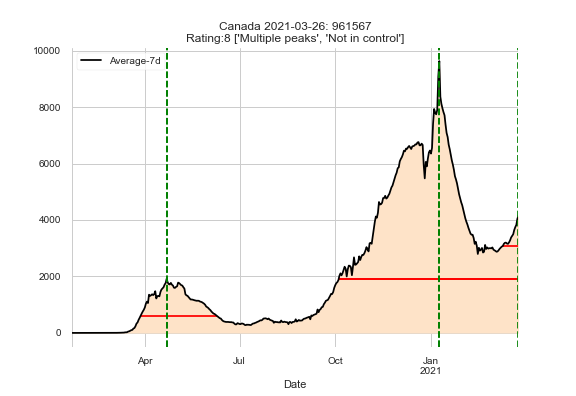 Canada 2021-03-26: 961567
Rating:8 ['Multiple peaks', 'Not in control']
Average-7d
10000
8000
6000
4000
2000
0
Apr
Jul
Oct
Jan
2021
Date